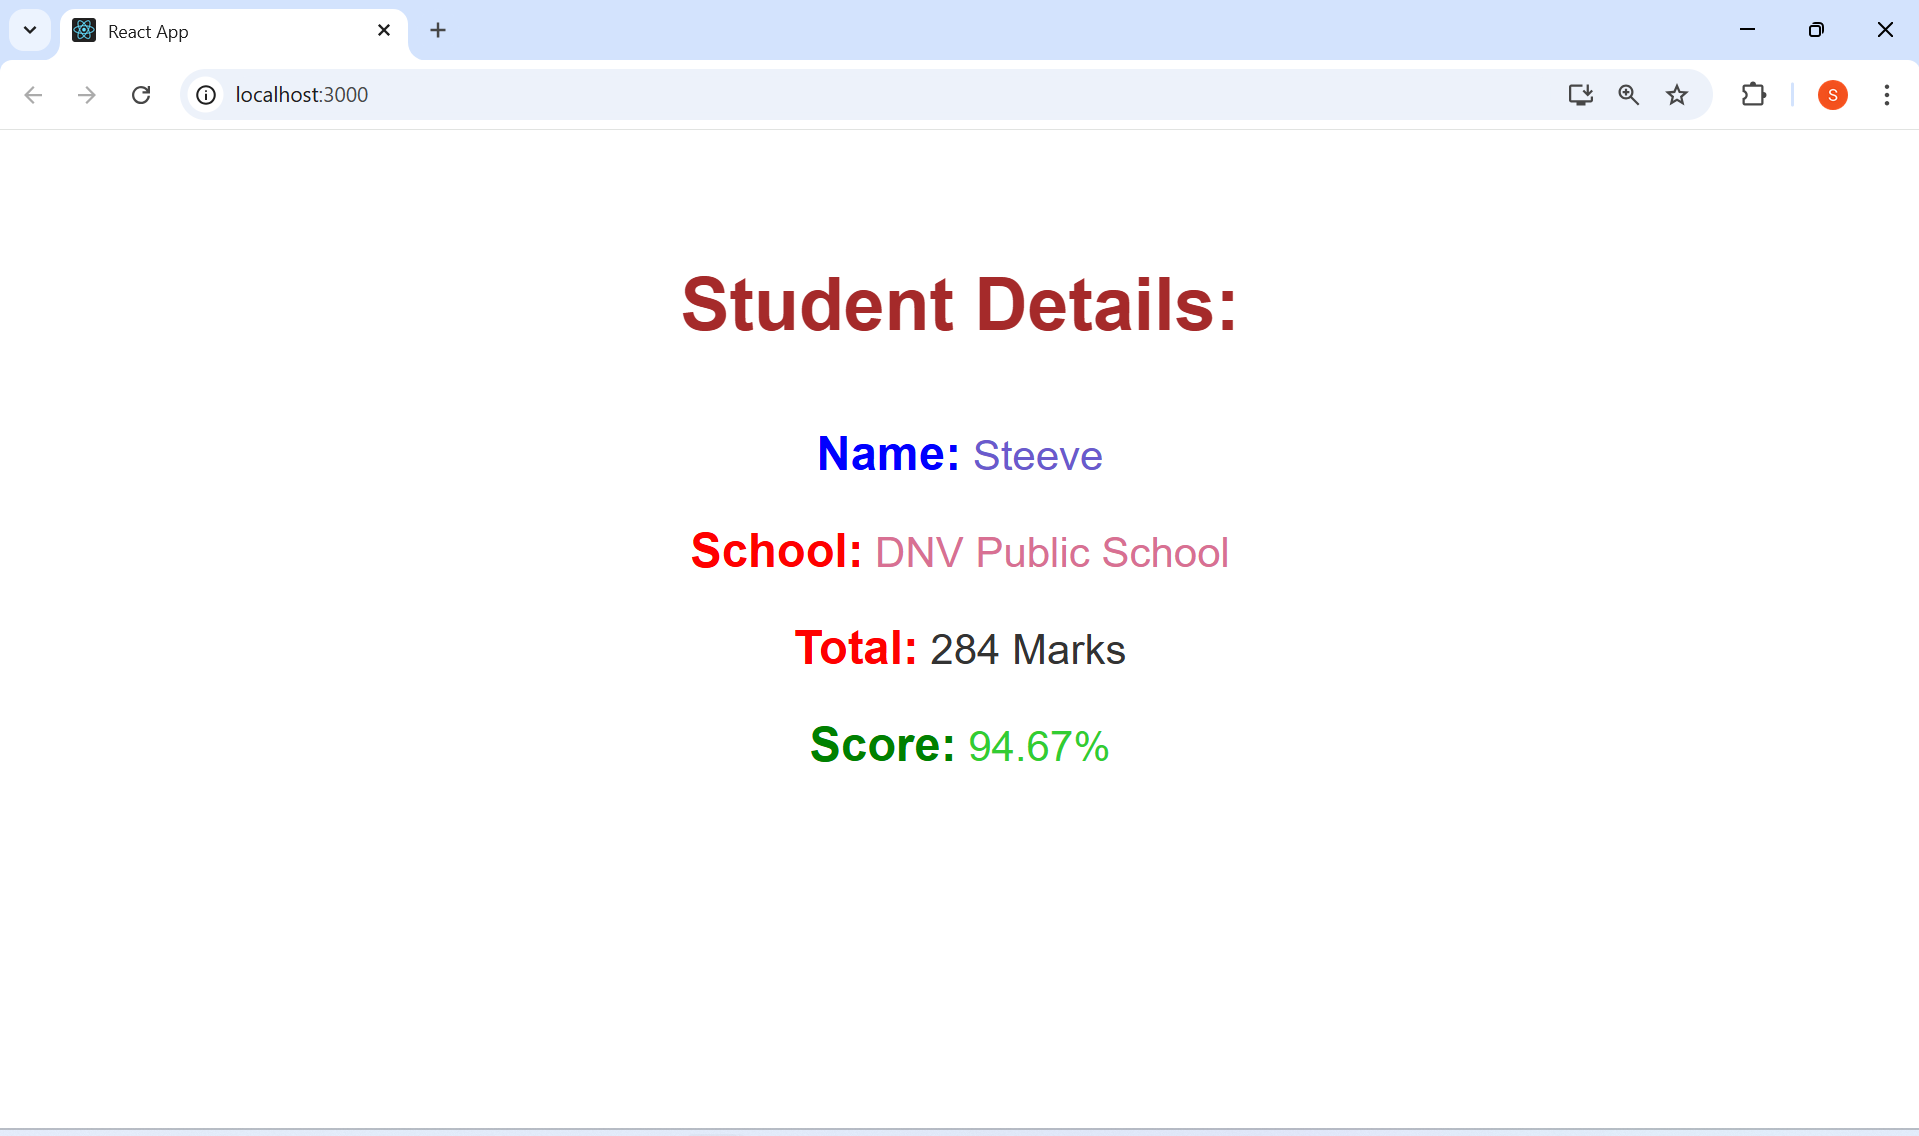 React App
localhost:3000
S
Student Details:
Name: Steeve
School: DNV Public School
Total: 284 Marks
Score: 94.67%